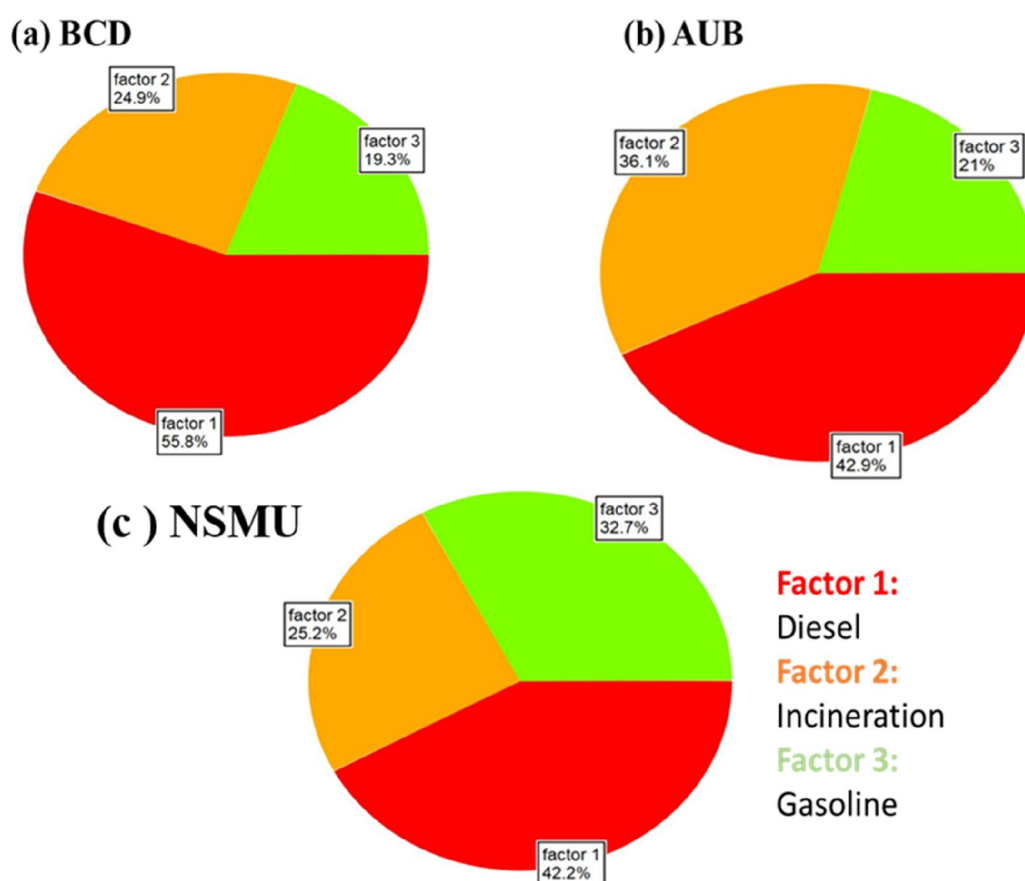 (a) BCD
factor 2
24.9%
factor 3
19.3%
factor 1
55.8%
(b) AUB
factor 2
36.1%
factor 3
21%
factor 1
42.9%
(c ) NSMU
factor 3
32.7%
factor 2
25.2%
factor 1
42.2%
Factor 1:
Diesel
Factor 2:
Incineration
Factor 3:
Gasoline